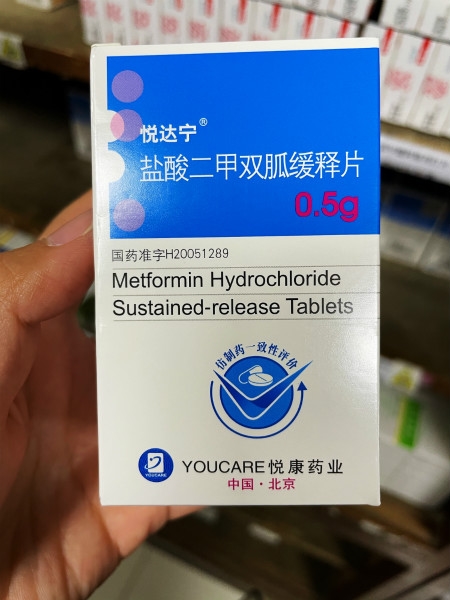 悦达宁®
盐酸二甲双胍缓释片
0.5g
国药准字H20051289
Metformin Hydrochloride
Sustained-release Tablets
仿制药一致性评价
YOUCARE
YOUCARE悦康药业
中国·北京